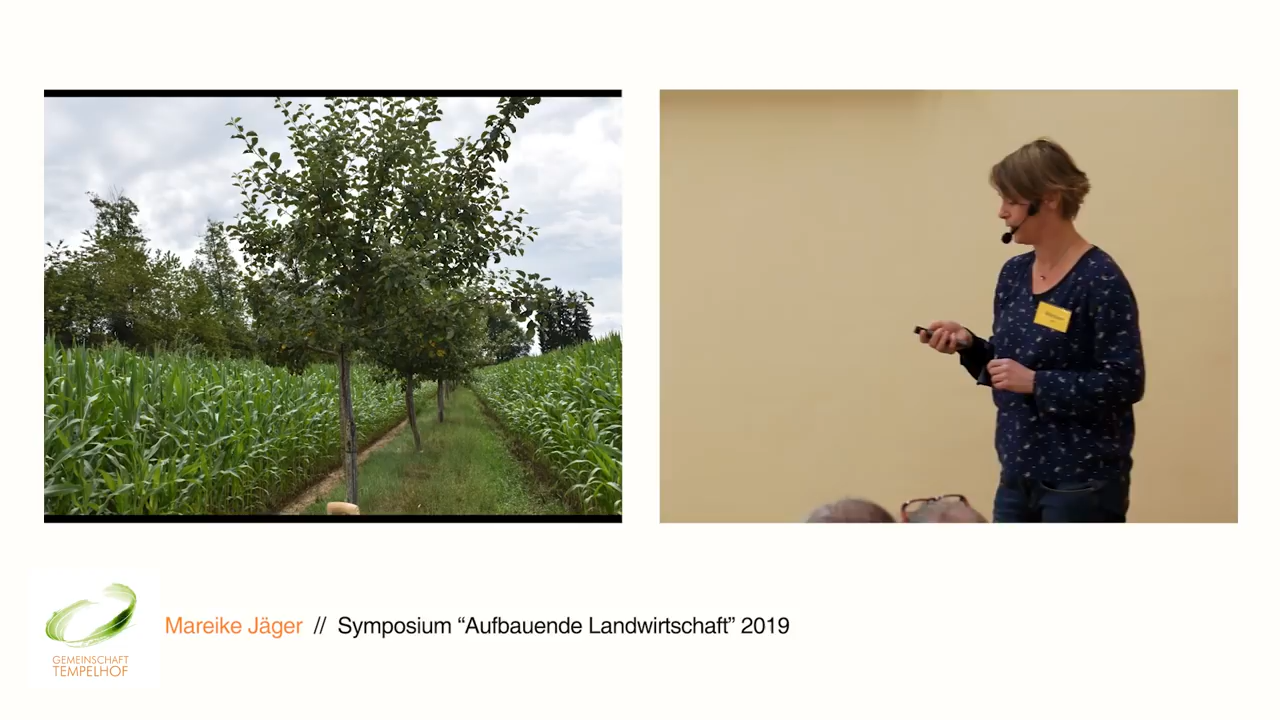 GEMEINSCHAFT
TEMPELHOF
Mareike Jäger // Symposium “Aufbauende Landwirtschaft” 2019